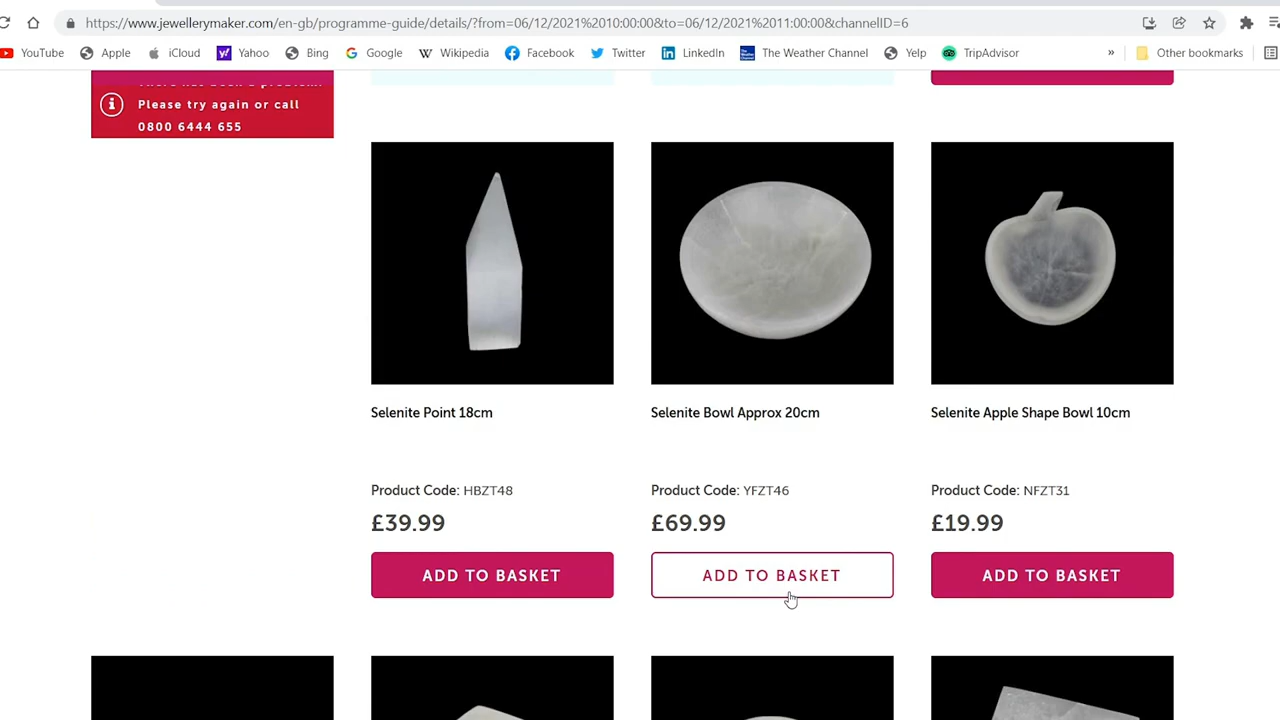 https://www.jewellerymaker.com/en-gb/programme-guide/details/?from=06/12/2021%2010:00:00&to=06/12/2021%2011:00:00&channelID=6
YouTube Apple iCloud Yahoo Bing Google Wikipedia Facebook Twitter LinkedIn The Weather Channel Yelp TripAdvisor » Other bookmarks
There has been a problem.
Please try again or call
0800 6444 655
Selenite Point 18cm
Product Code: HBZT48
£39.99
ADD TO BASKET
Selenite Bowl Approx 20cm
Product Code: YFZT46
£69.99
ADD TO BASKET
Selenite Apple Shape Bowl 10cm
Product Code: NFZT31
£19.99
ADD TO BASKET